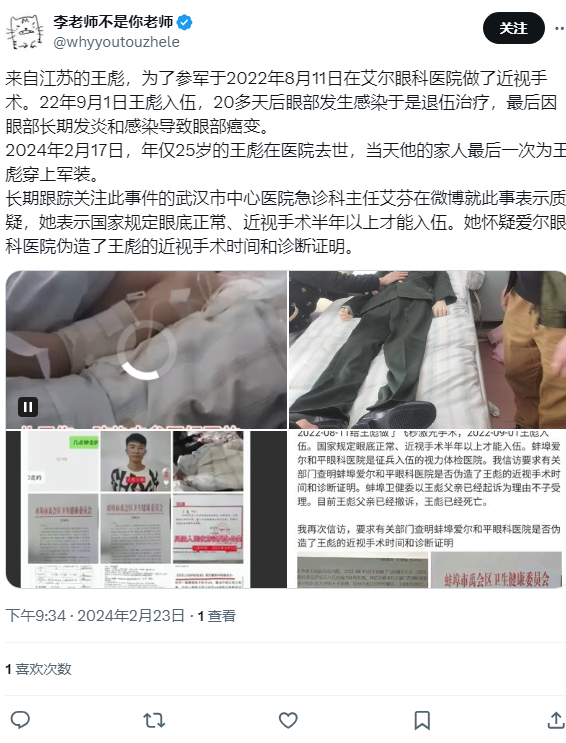 李老师不是你老师
关注
@whyyoutouzhele
来自江苏的王彪，为了参军于2022年8月11日在艾尔眼科医院做了近视手
术。22年9月1日王彪入伍，20多天后眼部发生感染于是退伍治疗，最后因
眼部长期发炎和感染导致眼部癌变。
2024年2月17日，年仅25岁的王彪在医院去世，当天他的家人最后一次为王
彪穿上军装。
长期跟踪关注此事件的武汉市中心医院急诊科主任艾芬在微博就此事表示质
疑，她表示国家规定眼底正常、近视手术半年以上才能入伍。她怀疑爱尔眼
科医院伪造了王彪的近视手术时间和诊断证明。
2022-08-11给王彪做了飞秒激光手术，2022-09-01王彪入
伍。国家规定眼底正常、近视手术半年以上才能入伍。蚌埠爱
尔和平眼科医院是征兵入伍的视力体检医院。我信访要求有关
部门查明蚌埠爱尔和平眼科医院是否伪造了王彪的近视手术时
间和诊断证明。蚌埠卫健委以王彪父亲已经起诉为理由不予受
理。目前王彪父亲已经撤诉，王彪已经死亡。
我再次信访，要求有关部门查明蚌埠爱尔和平眼科医院是否伪
造了王彪的近视手术时间和诊断证明
蚌埠市禹会区卫生健康委员会
下午9:34 · 2024年2月23日 · 1 查看
1 喜欢次数